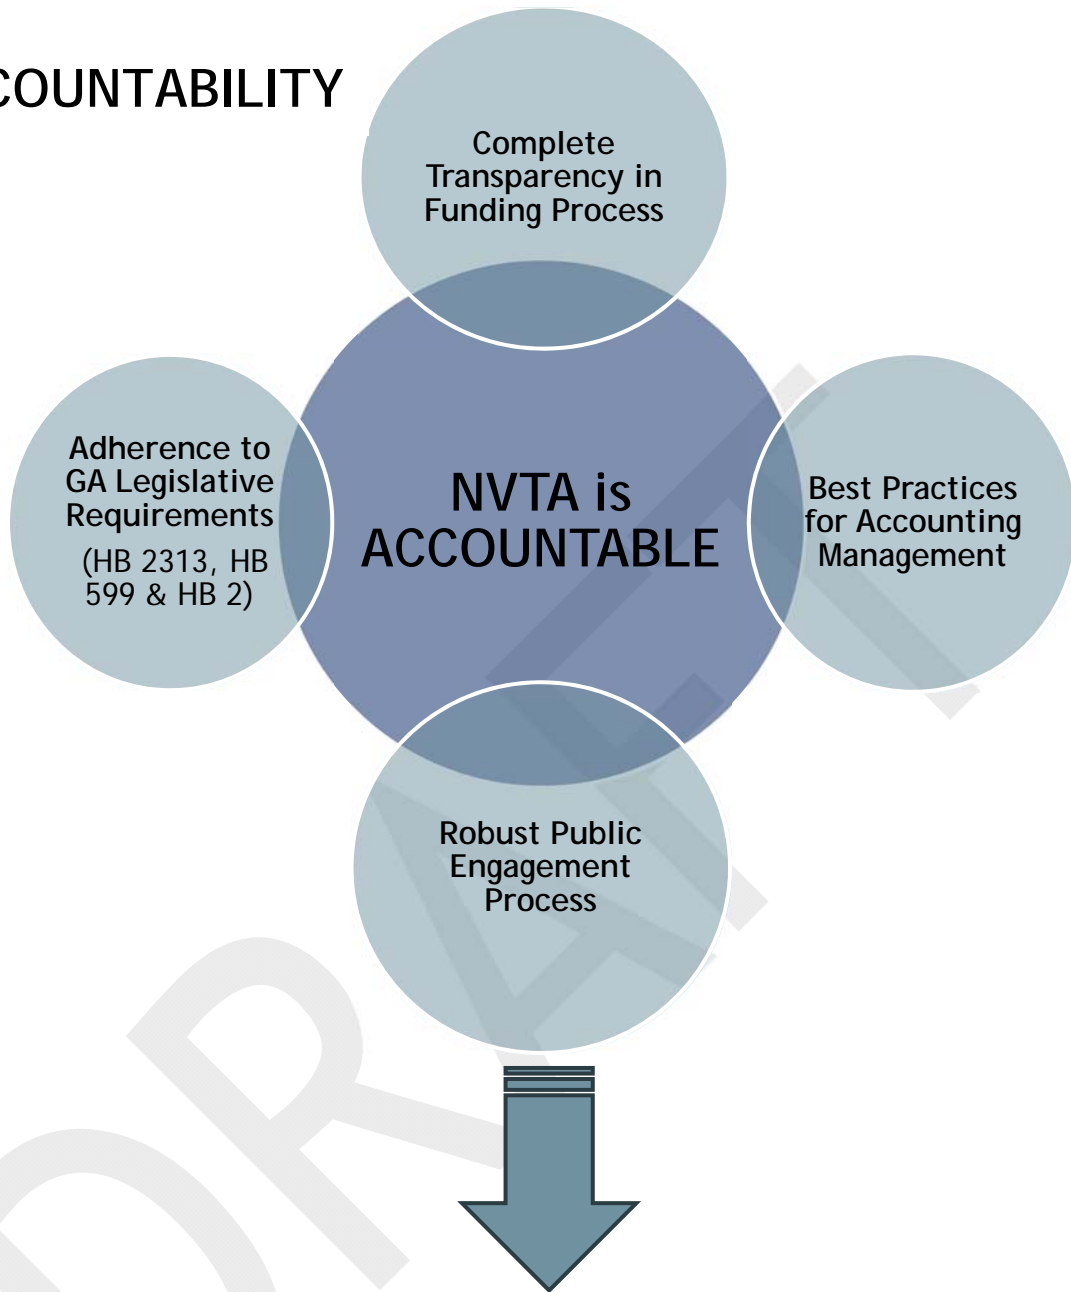 COUNTABILITY
Complete
Transparency in
Funding Process
Adherence to
GA Legislative
Requirements
(HB 2313, HB
599 & HB 2)
NVTA is
ACCOUNTABLE
Best Practices
for Accounting
Management
Robust Public
Engagement
Process
DRAFT